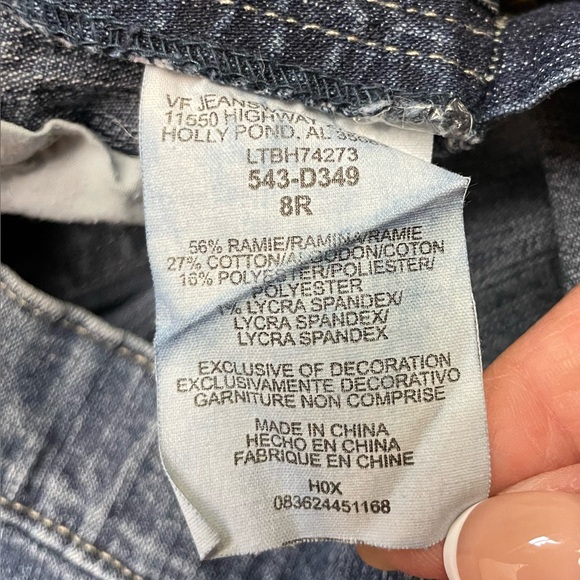 VF JEANSW
11550 HIGHWAY
HOLLY POND, AL
LTBH74273
543-D349
8R
56% RAMIE/RAMINA/RAMIE
27% COTTON/ALGODON/COTON
16% POLYESTER/POLIESTER/
POLYESTER
1% LYCRA SPANDEX/
LYCRA SPANDEX/
LYCRA SPANDEX
EXCLUSIVE OF DECORATION
EXCLUSIVAMENTE DECORATIVO
GARNITURE NON COMPRISE
MADE IN CHINA
HECHO EN CHINA
FABRIQUE EN CHINE
H0X
083624451168